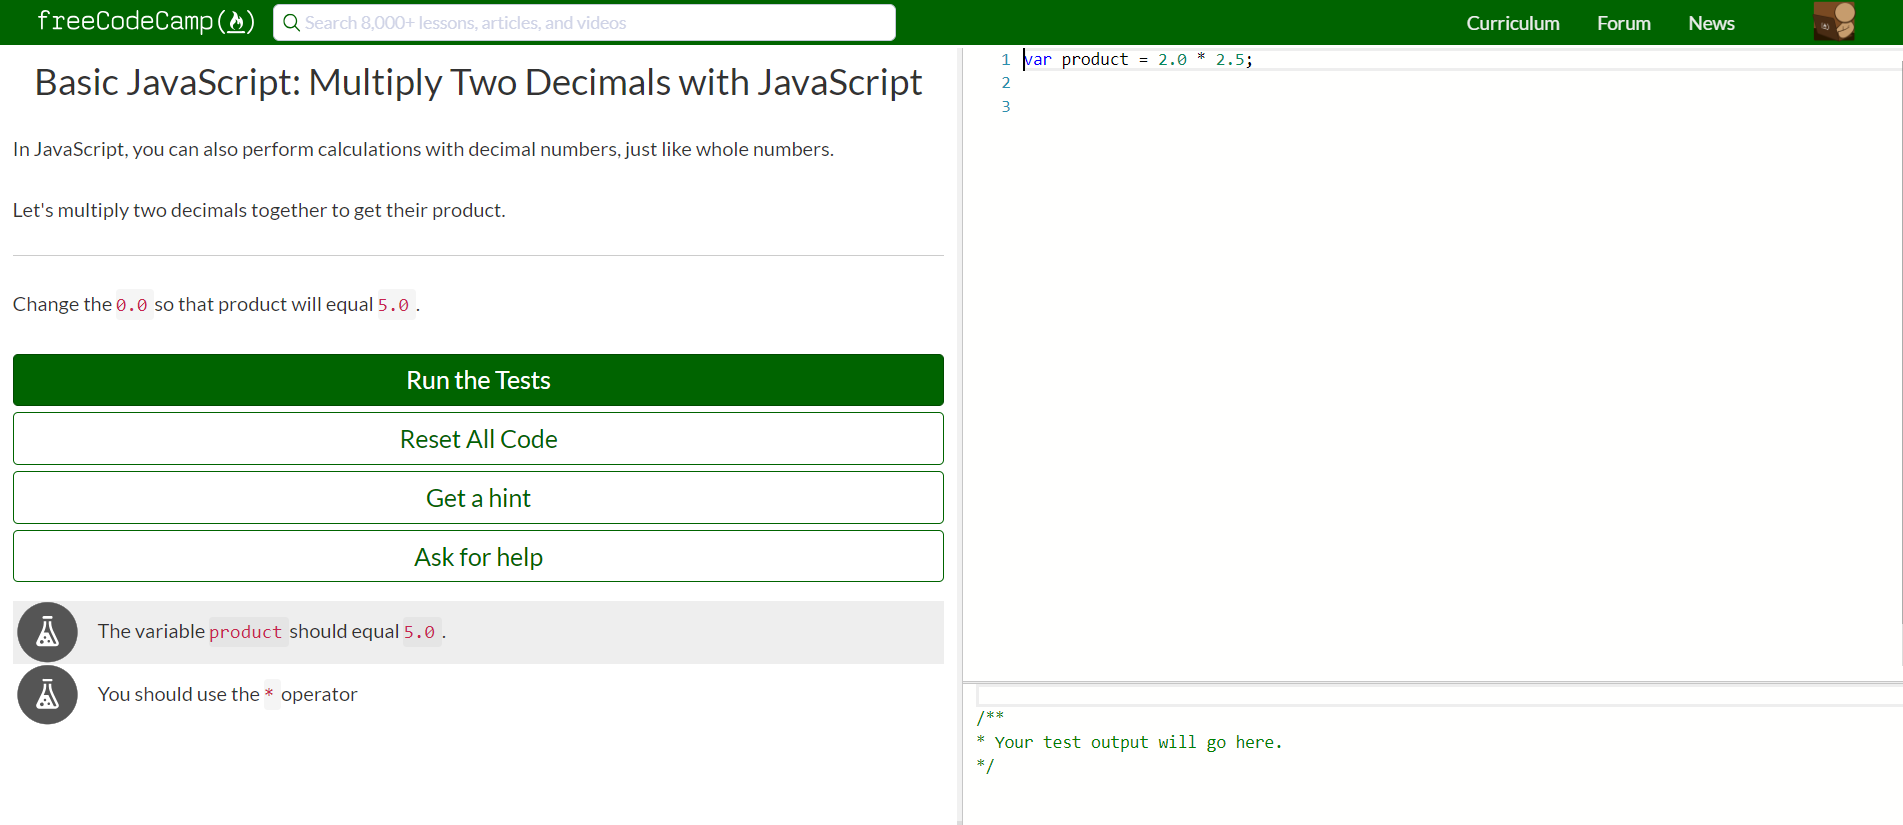 freeCodeCamp
Search 8,000+ lessons, articles, and videos
Curriculum
Forum
News
Basic JavaScript: Multiply Two Decimals with JavaScript
In JavaScript, you can also perform calculations with decimal numbers, just like whole numbers.
Let's multiply two decimals together to get their product.
Change the 0.0 so that product will equal 5.0 .
Run the Tests
Reset All Code
Get a hint
Ask for help
The variable product should equal 5.0 .
You should use the * operator
1 var product = 2.0 * 2.5;
2
3
/**
* Your test output will go here.
*/